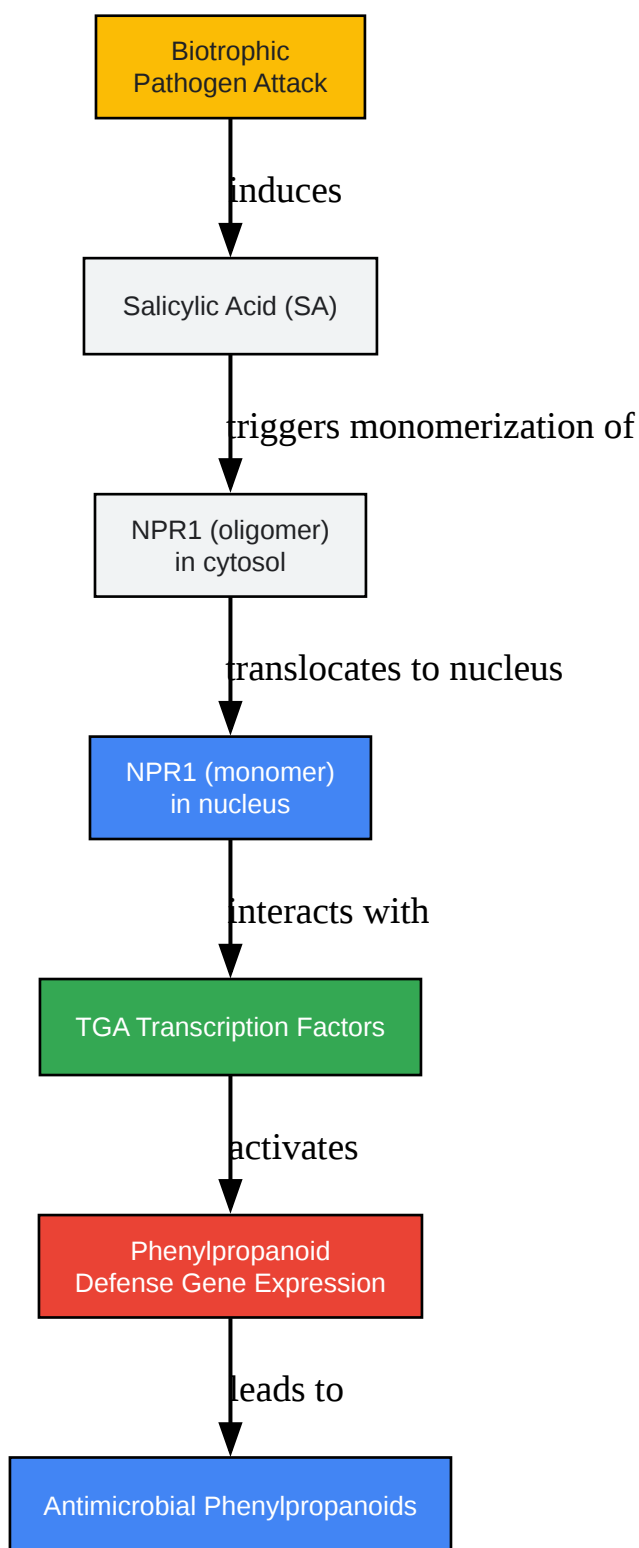 Biotrophic
Pathogen Attack
induces
Salicylic Acid (SA)
triggers monomerization of
NPR1 (oligomer)
in cytosol
translocates to nucleus
NPR1 (monomer)
in nucleus
interacts with
TGA Transcription Factors
activates
Phenylpropanoid
Defense Gene Expression
leads to
Antimicrobial Phenylpropanoids